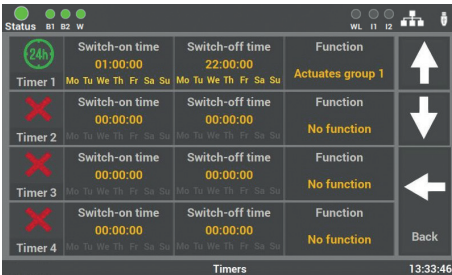 Status B1 B2 W WL I1 I2
24h
Switch-on time Switch-off time Function
01:00:00 22:00:00 Actuates group 1
Timer 1 Mo Tu We Th Fr Sa Su Mo Tu We Th Fr Sa Su
Switch-on time Switch-off time Function
00:00:00 00:00:00 No function
Timer 2 Mo Tu We Th Fr Sa Su Mo Tu We Th Fr Sa Su
Switch-on time Switch-off time Function
00:00:00 00:00:00 No function
Timer 3 Mo Tu We Th Fr Sa Su Mo Tu We Th Fr Sa Su
Switch-on time Switch-off time Function
00:00:00 00:00:00 No function
Timer 4 Mo Tu We Th Fr Sa Su Mo Tu We Th Fr Sa Su
Back
Timers 13:33:46